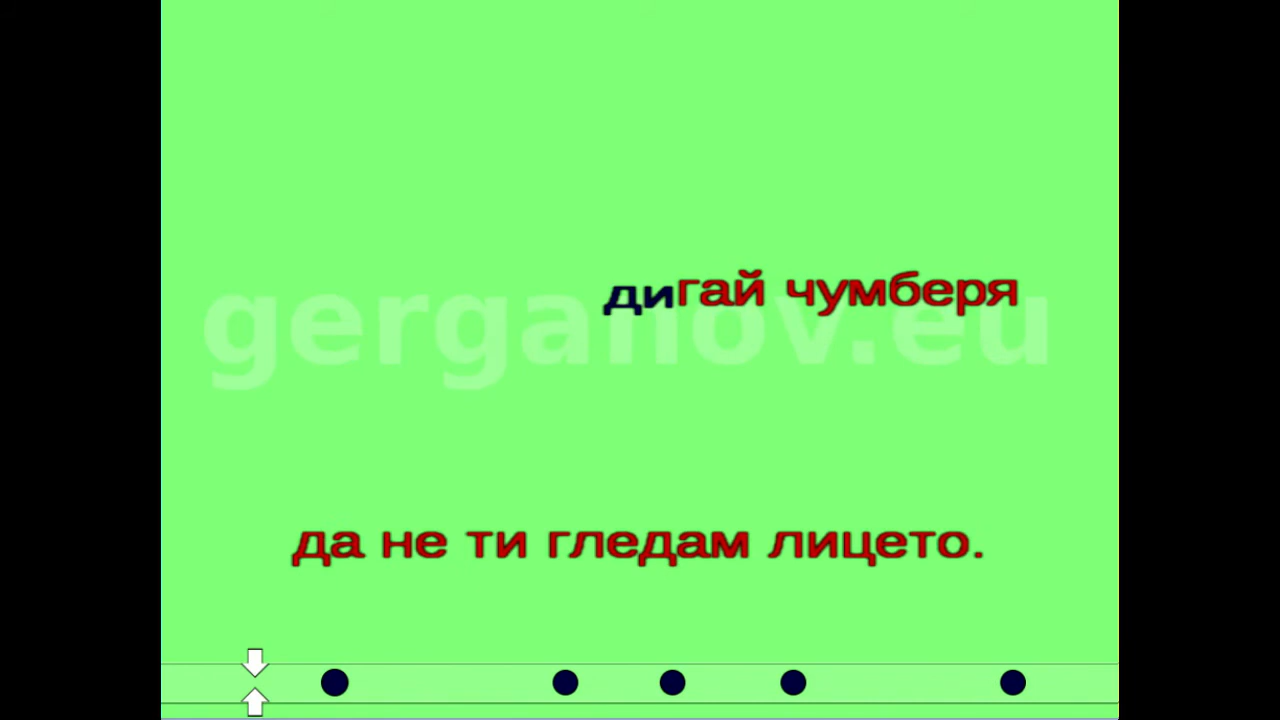 дигай чумберя
gerganov.eu
да не ти гледам лицето.